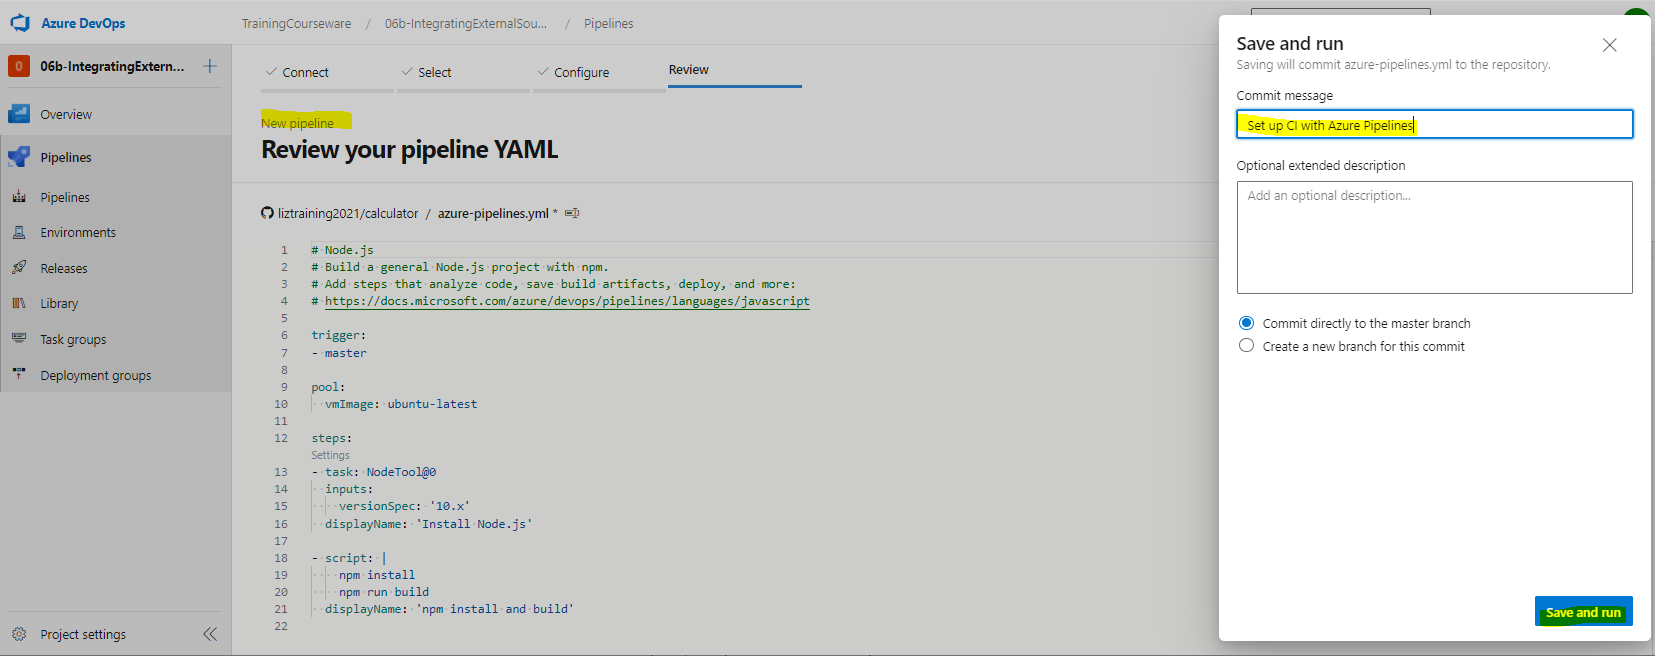 Azure DevOps
TrainingCourseware / 06b-IntegratingExternalSou... / Pipelines
O 06b-IntegratingExtern... +
Overview
Pipelines
Pipelines
Environments
Releases
Library
Task groups
Deployment groups
Project settings
Connect Select Configure Review
New pipeline
Review your pipeline YAML
liztraining2021/calculator / azure-pipelines.yml *
1 # Node.js
2 # Build a general Node.js project with npm.
3 # Add steps that analyze code, save build artifacts, deploy, and more:
4 # https://docs.microsoft.com/azure/devops/pipelines/languages/javascript
5
6 trigger:
7 - master
8
9 pool:
10 vmImage: ubuntu-latest
11
12 steps:
Settings
13 - task: NodeTool@0
14 inputs:
15 versionSpec: '10.x'
16 displayName: 'Install Node.js'
17
18 - script: |
19 npm install
20 npm run build
21 displayName: 'npm install and build'
22
Save and run
Saving will commit azure-pipelines.yml to the repository.
Commit message
Set up CI with Azure Pipelines
Optional extended description
Add an optional description...
Commit directly to the master branch
Create a new branch for this commit
Save and run